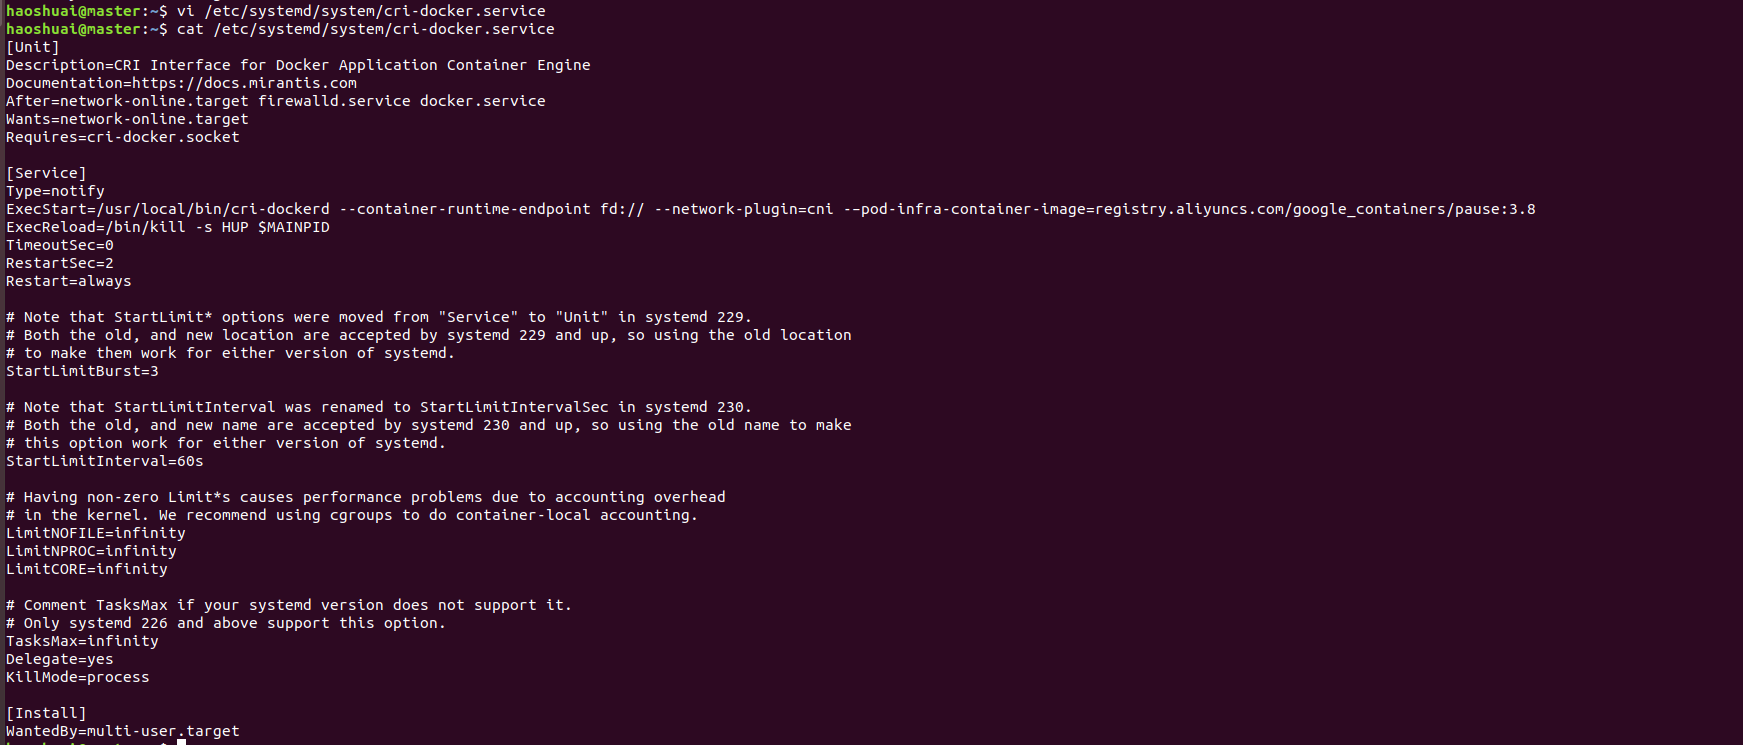 haoshuai@master:~$ vi /etc/systemd/system/cri-docker.service
haoshuai@master:~$ cat /etc/systemd/system/cri-docker.service
[Unit]
Description=CRI Interface for Docker Application Container Engine
Documentation=https://docs.mirantis.com
After=network-online.target firewalld.service docker.service
Wants=network-online.target
Requires=cri-docker.socket

[Service]
Type=notify
ExecStart=/usr/local/bin/cri-dockerd --container-runtime-endpoint fd:// --network-plugin=cni --pod-infra-container-image=registry.aliyuncs.com/google_containers/pause:3.8
ExecReload=/bin/kill -s HUP $MAINPID
TimeoutSec=0
RestartSec=2
Restart=always

# Note that StartLimit* options were moved from "Service" to "Unit" in systemd 229.
# Both the old, and new location are accepted by systemd 229 and up, so using the old location
# to make them work for either version of systemd.
StartLimitBurst=3

# Note that StartLimitInterval was renamed to StartLimitIntervalSec in systemd 230.
# Both the old, and new name are accepted by systemd 230 and up, so using the old name to make
# this option work for either version of systemd.
StartLimitInterval=60s

# Having non-zero Limit*s causes performance problems due to accounting overhead
# in the kernel. We recommend using cgroups to do container-local accounting.
LimitNOFILE=infinity
LimitNPROC=infinity
LimitCORE=infinity

# Comment TasksMax if your systemd version does not support it.
# Only systemd 226 and above support this option.
TasksMax=infinity
Delegate=yes
KillMode=process

[Install]
WantedBy=multi-user.target